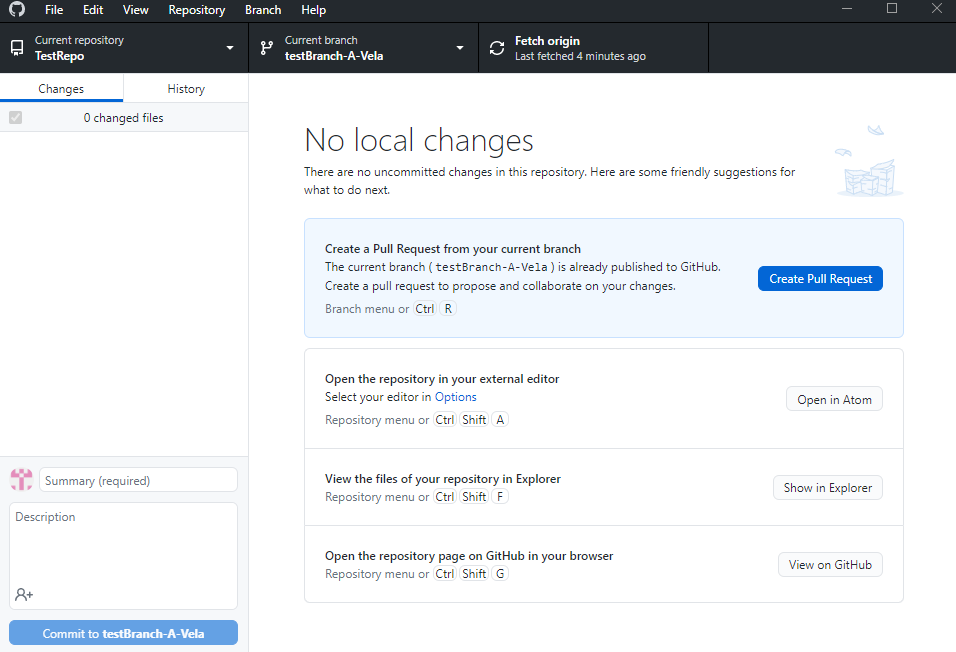 File Edit View Repository Branch Help
Current repository
TestRepo
Current branch
testBranch-A-Vela
Fetch origin
Last fetched 4 minutes ago
Changes History
0 changed files
No local changes
There are no uncommitted changes in this repository. Here are some friendly suggestions for
what to do next.
Create a Pull Request from your current branch
The current branch (testBranch-A-Vela) is already published to GitHub.
Create a pull request to propose and collaborate on your changes.
Branch menu or Ctrl R
Create Pull Request
Open the repository in your external editor
Select your editor in Options
Repository menu or Ctrl Shift A
Open in Atom
View the files of your repository in Explorer
Repository menu or Ctrl Shift F
Show in Explorer
Open the repository page on GitHub in your browser
Repository menu or Ctrl Shift G
View on GitHub
Summary (required)
Description
Commit to testBranch-A-Vela